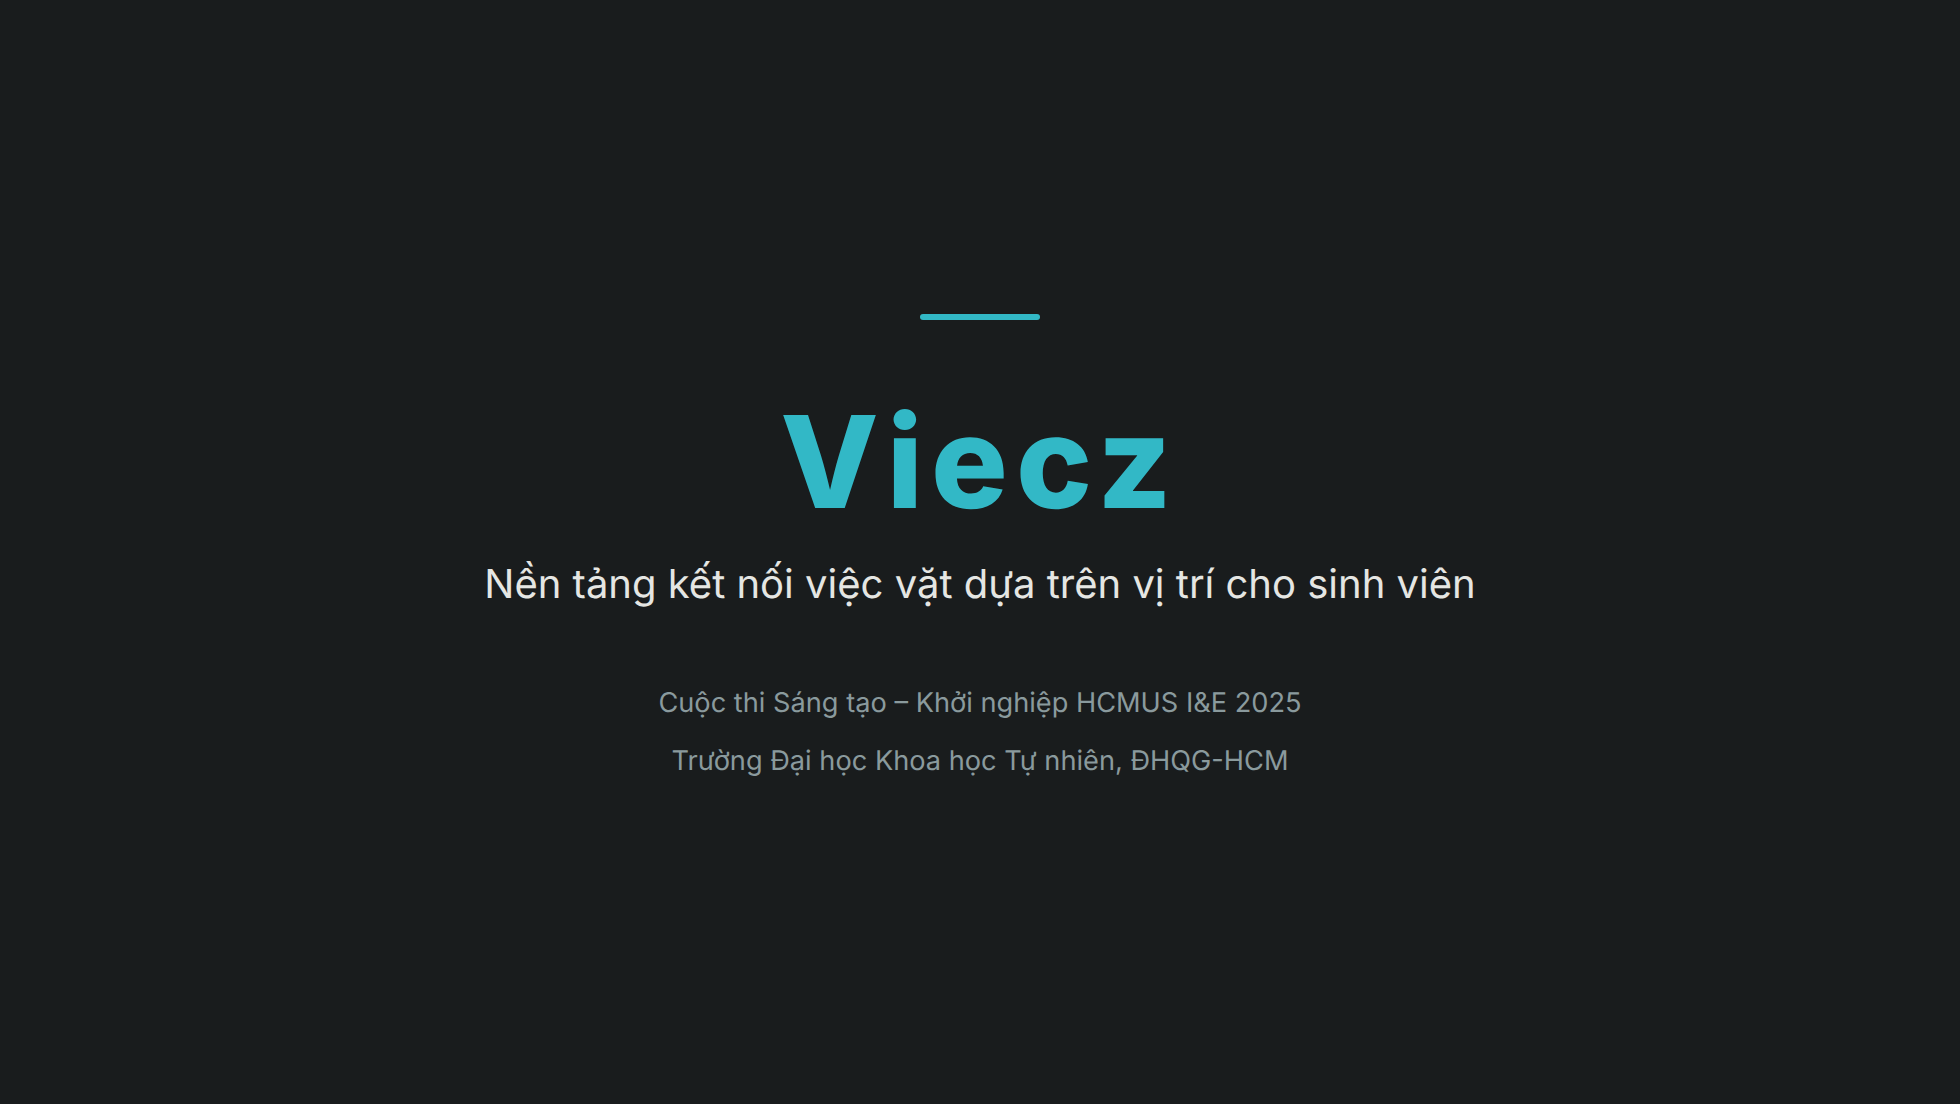 Viecz
Nền tảng kết nối việc vặt dựa trên vị trí cho sinh viên
Cuộc thi Sáng tạo – Khởi nghiệp HCMUS I&E 2025
Trường Đại học Khoa học Tự nhiên, ĐHQG-HCM